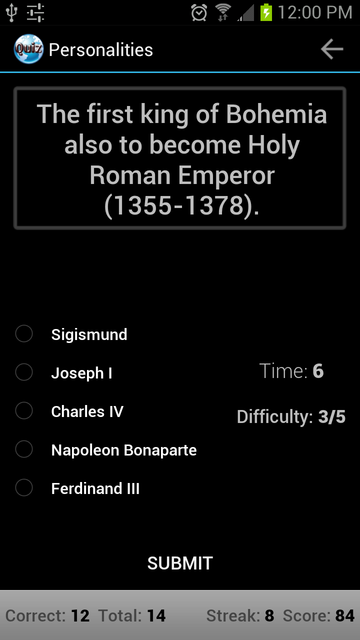 12:00 PM
Quiz Personalities
The first king of Bohemia
also to become Holy
Roman Emperor
(1355-1378).
Sigismund
Joseph I
Time: 6
Charles IV
Difficulty: 3/5
Napoleon Bonaparte
Ferdinand III
SUBMIT
Correct: 12 Total: 14 Streak: 8 Score: 84